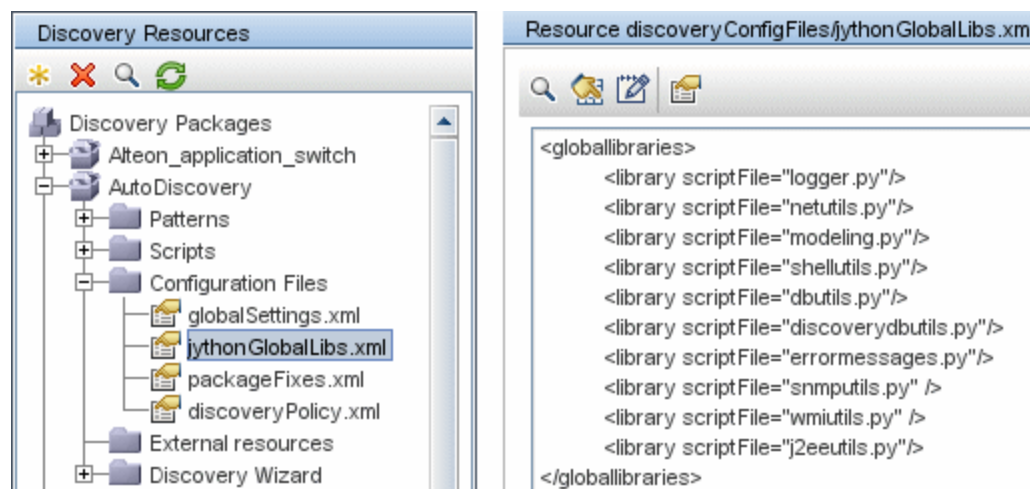 Discovery Resources
Discovery Packages
Alteon_application_switch
AutoDiscovery
Patterns
Scripts
Configuration Files
globalSettings.xml
jythonGlobalLibs.xml
packageFixes.xml
discoveryPolicy.xml
External resources
Discovery Wizard
Resource discoveryConfigFiles/jythonGlobalLibs.xm
<globallibraries>
<library scriptFile="logger.py"/>
<library scriptFile="netutils.py"/>
<library scriptFile="modeling.py"/>
<library scriptFile="shellutils.py"/>
<library scriptFile="dbutils.py"/>
<library scriptFile="discoverydbutils.py"/>
<library scriptFile="errormessages.py"/>
<library scriptFile="snmputils.py" />
<library scriptFile="wmiutils.py" />
<library scriptFile="j2eeutils.py"/>
</globallibraries>